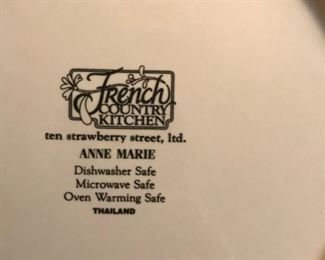 French
COUNTRY
KITCHEN
ten strawberry street, ltd.
ANNE MARIE
Dishwasher Safe
Microwave Safe
Oven Warming Safe
THAILAND